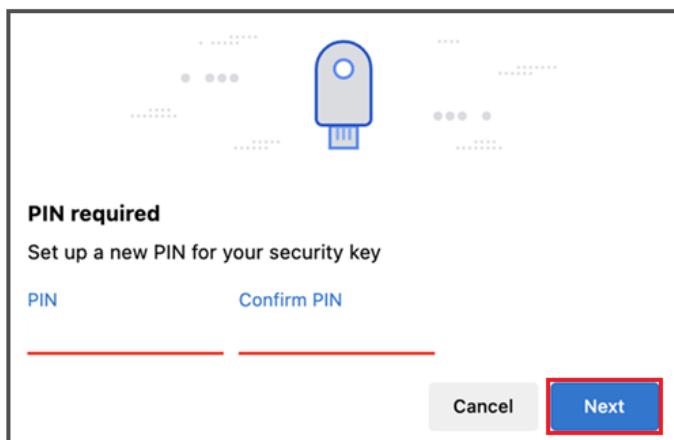 PIN required
Set up a new PIN for your security key
PIN Confirm PIN
Cancel Next